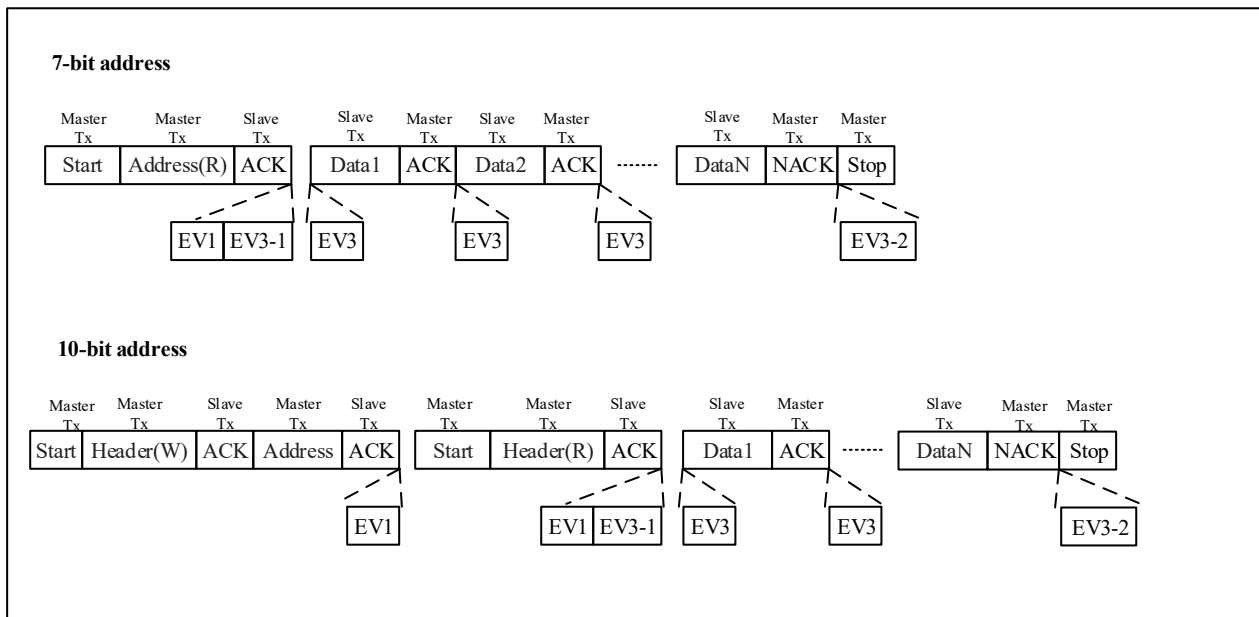 7-bit address
Master Master Slave Slave Master Slave Master Slave Master Master
Tx Tx Tx Tx Tx Tx Tx Tx Tx Tx
Start Address(R) ACK Data1 ACK Data2 ACK ........ DataN NACK Stop
EV1 EV3-1 EV3 EV3 EV3 EV3-2
10-bit address
Master Master Slave Master Slave Master Master Slave Slave Master Slave Master Master
Tx Tx Tx Tx Tx Tx Tx Tx Tx Tx Tx Tx Tx
Start Header(W) ACK Address ACK Start Header(R) ACK Data1 ACK ........ DataN NACK Stop
EV1 EV1 EV3-1 EV3 EV3 EV3-2